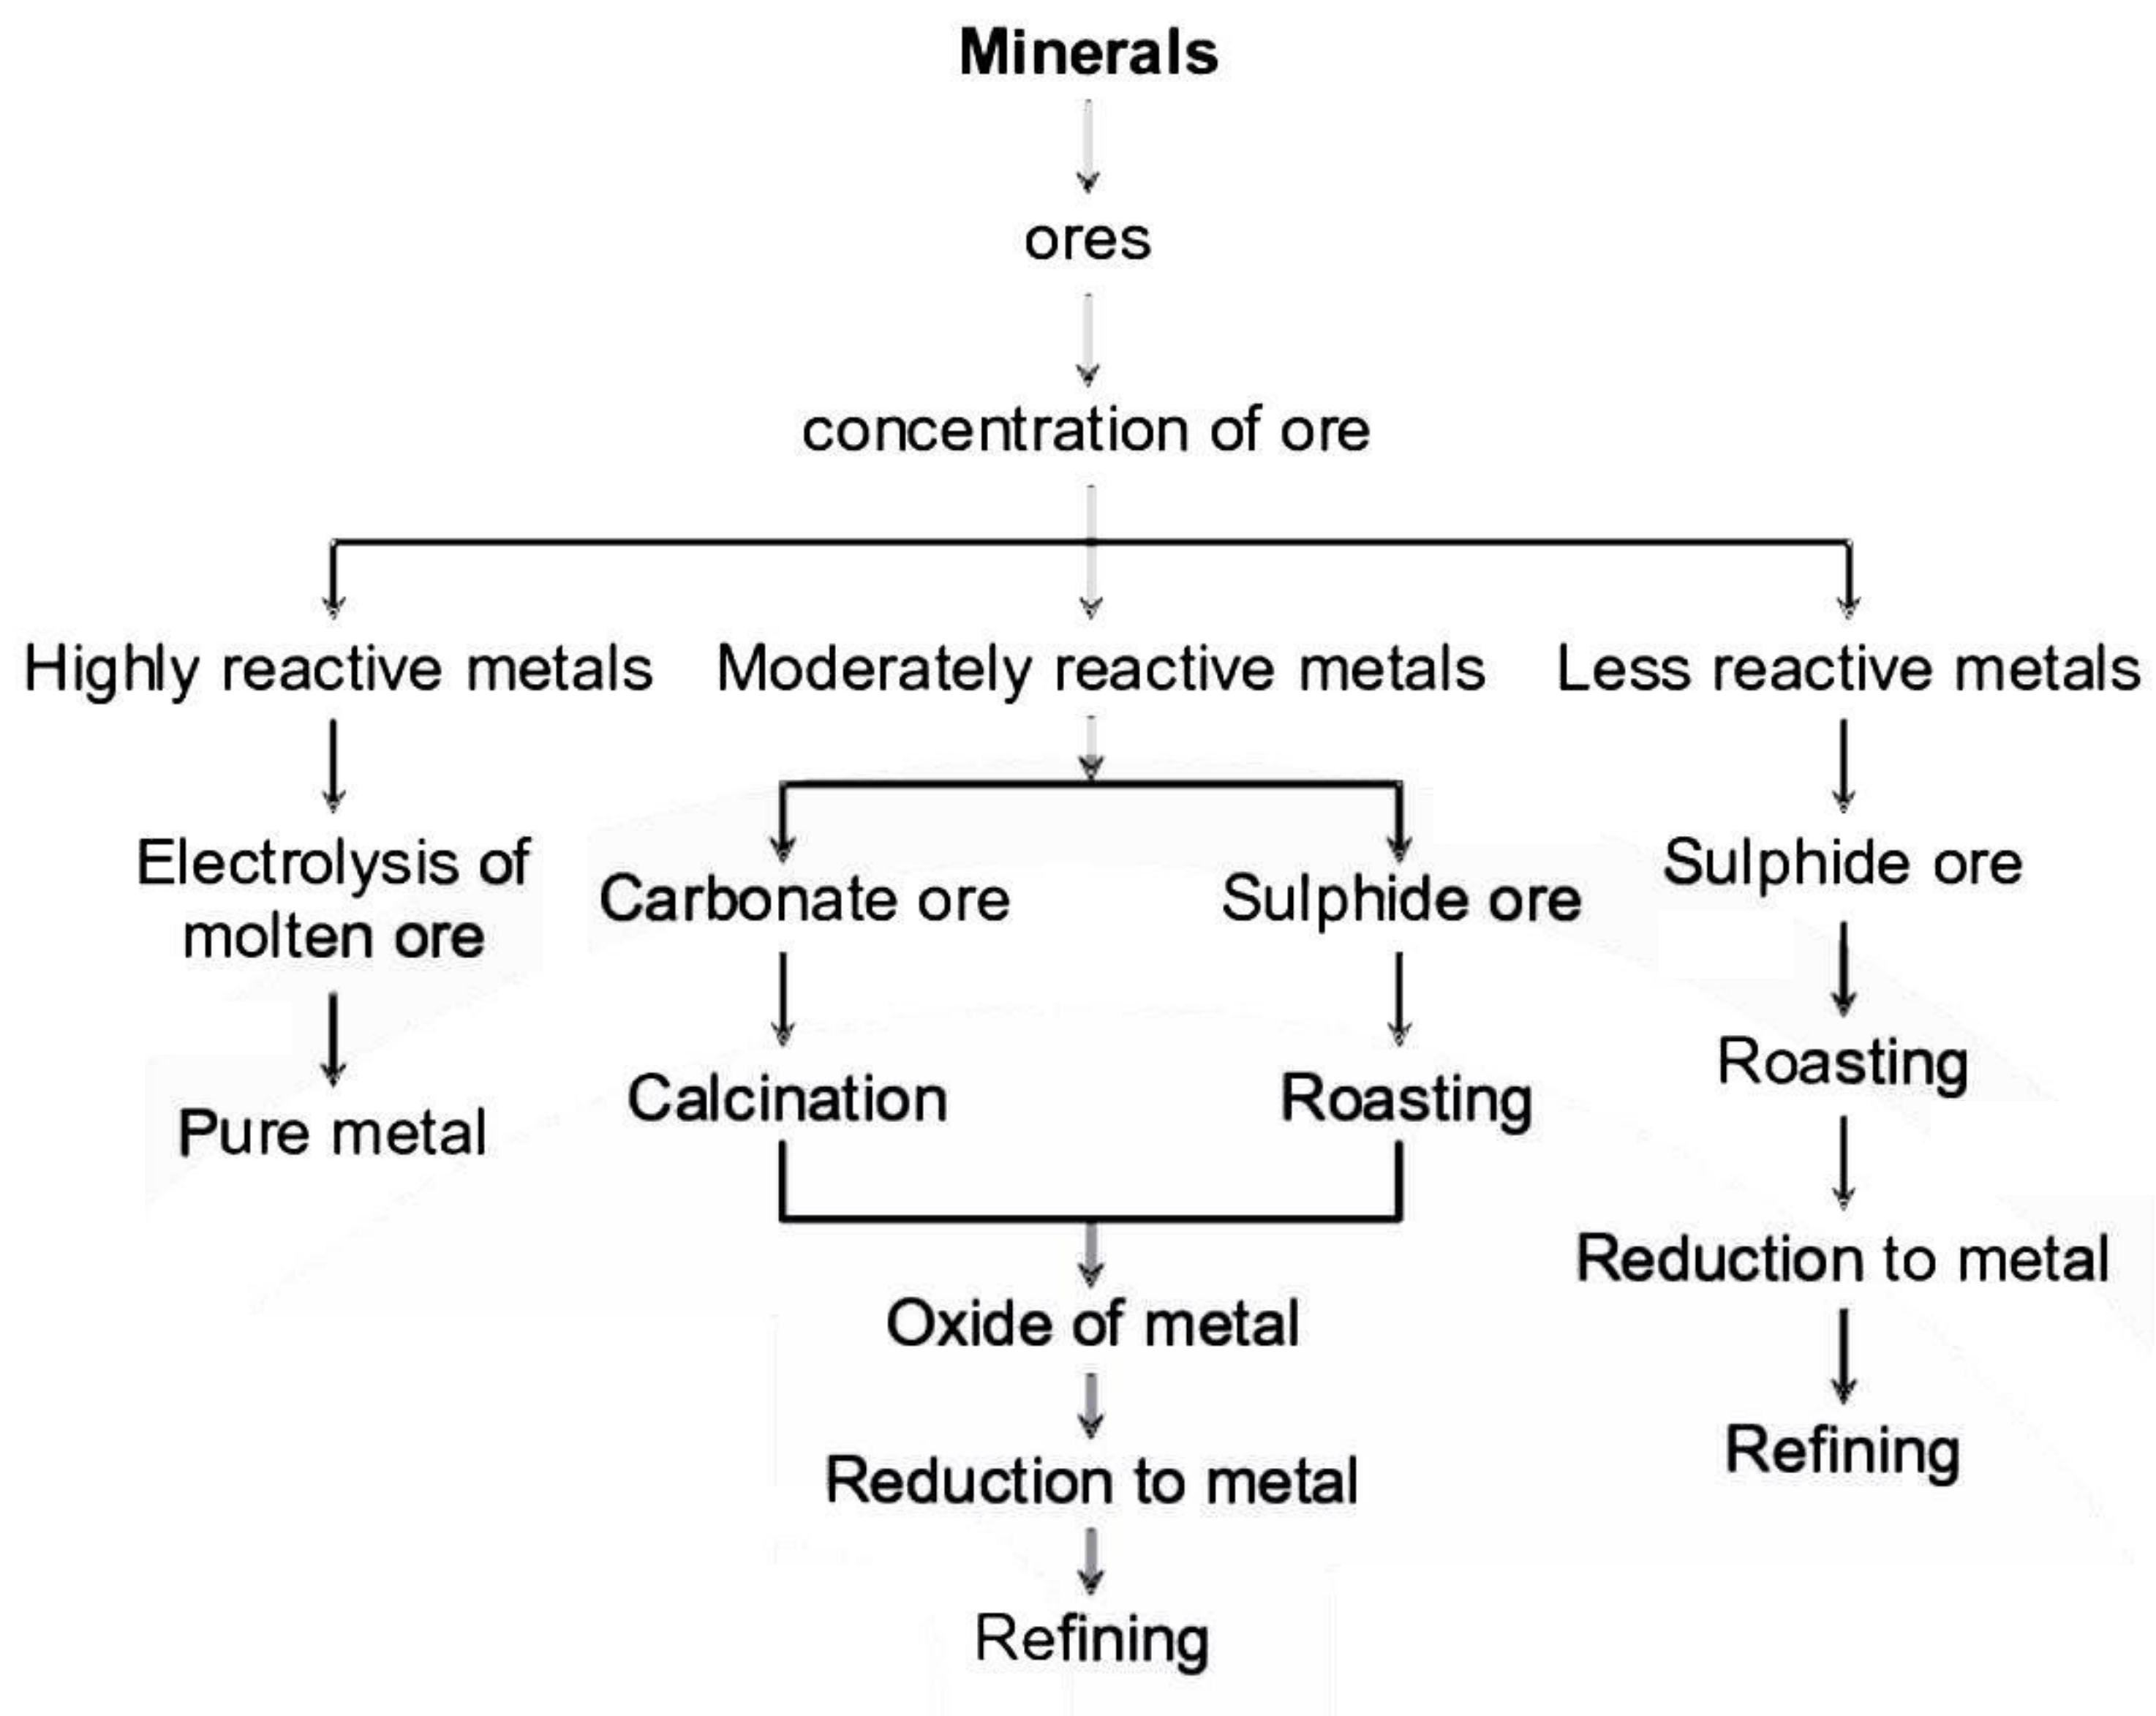 Minerals
ores
concentration of ore
Highly reactive metals
Moderately reactive metals
Less reactive metals
Electrolysis of
molten ore
Pure metal
Carbonate ore
Sulphide ore
Calcination
Roasting
Oxide of metal
Reduction to metal
Refining
Sulphide ore
Roasting
Reduction to metal
Refining